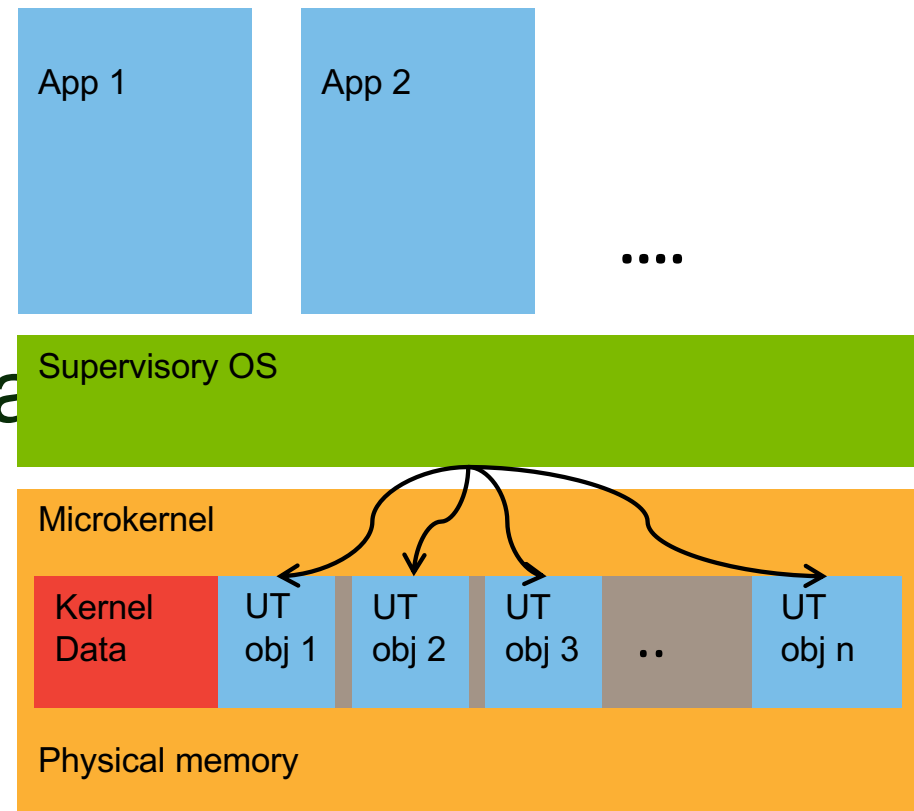 App 1
App 2
....
Supervisory OS
a
Microkernel
Kernel
Data
UT
obj 1
UT
obj 2
UT
obj 3
..
UT
obj n
Physical memory